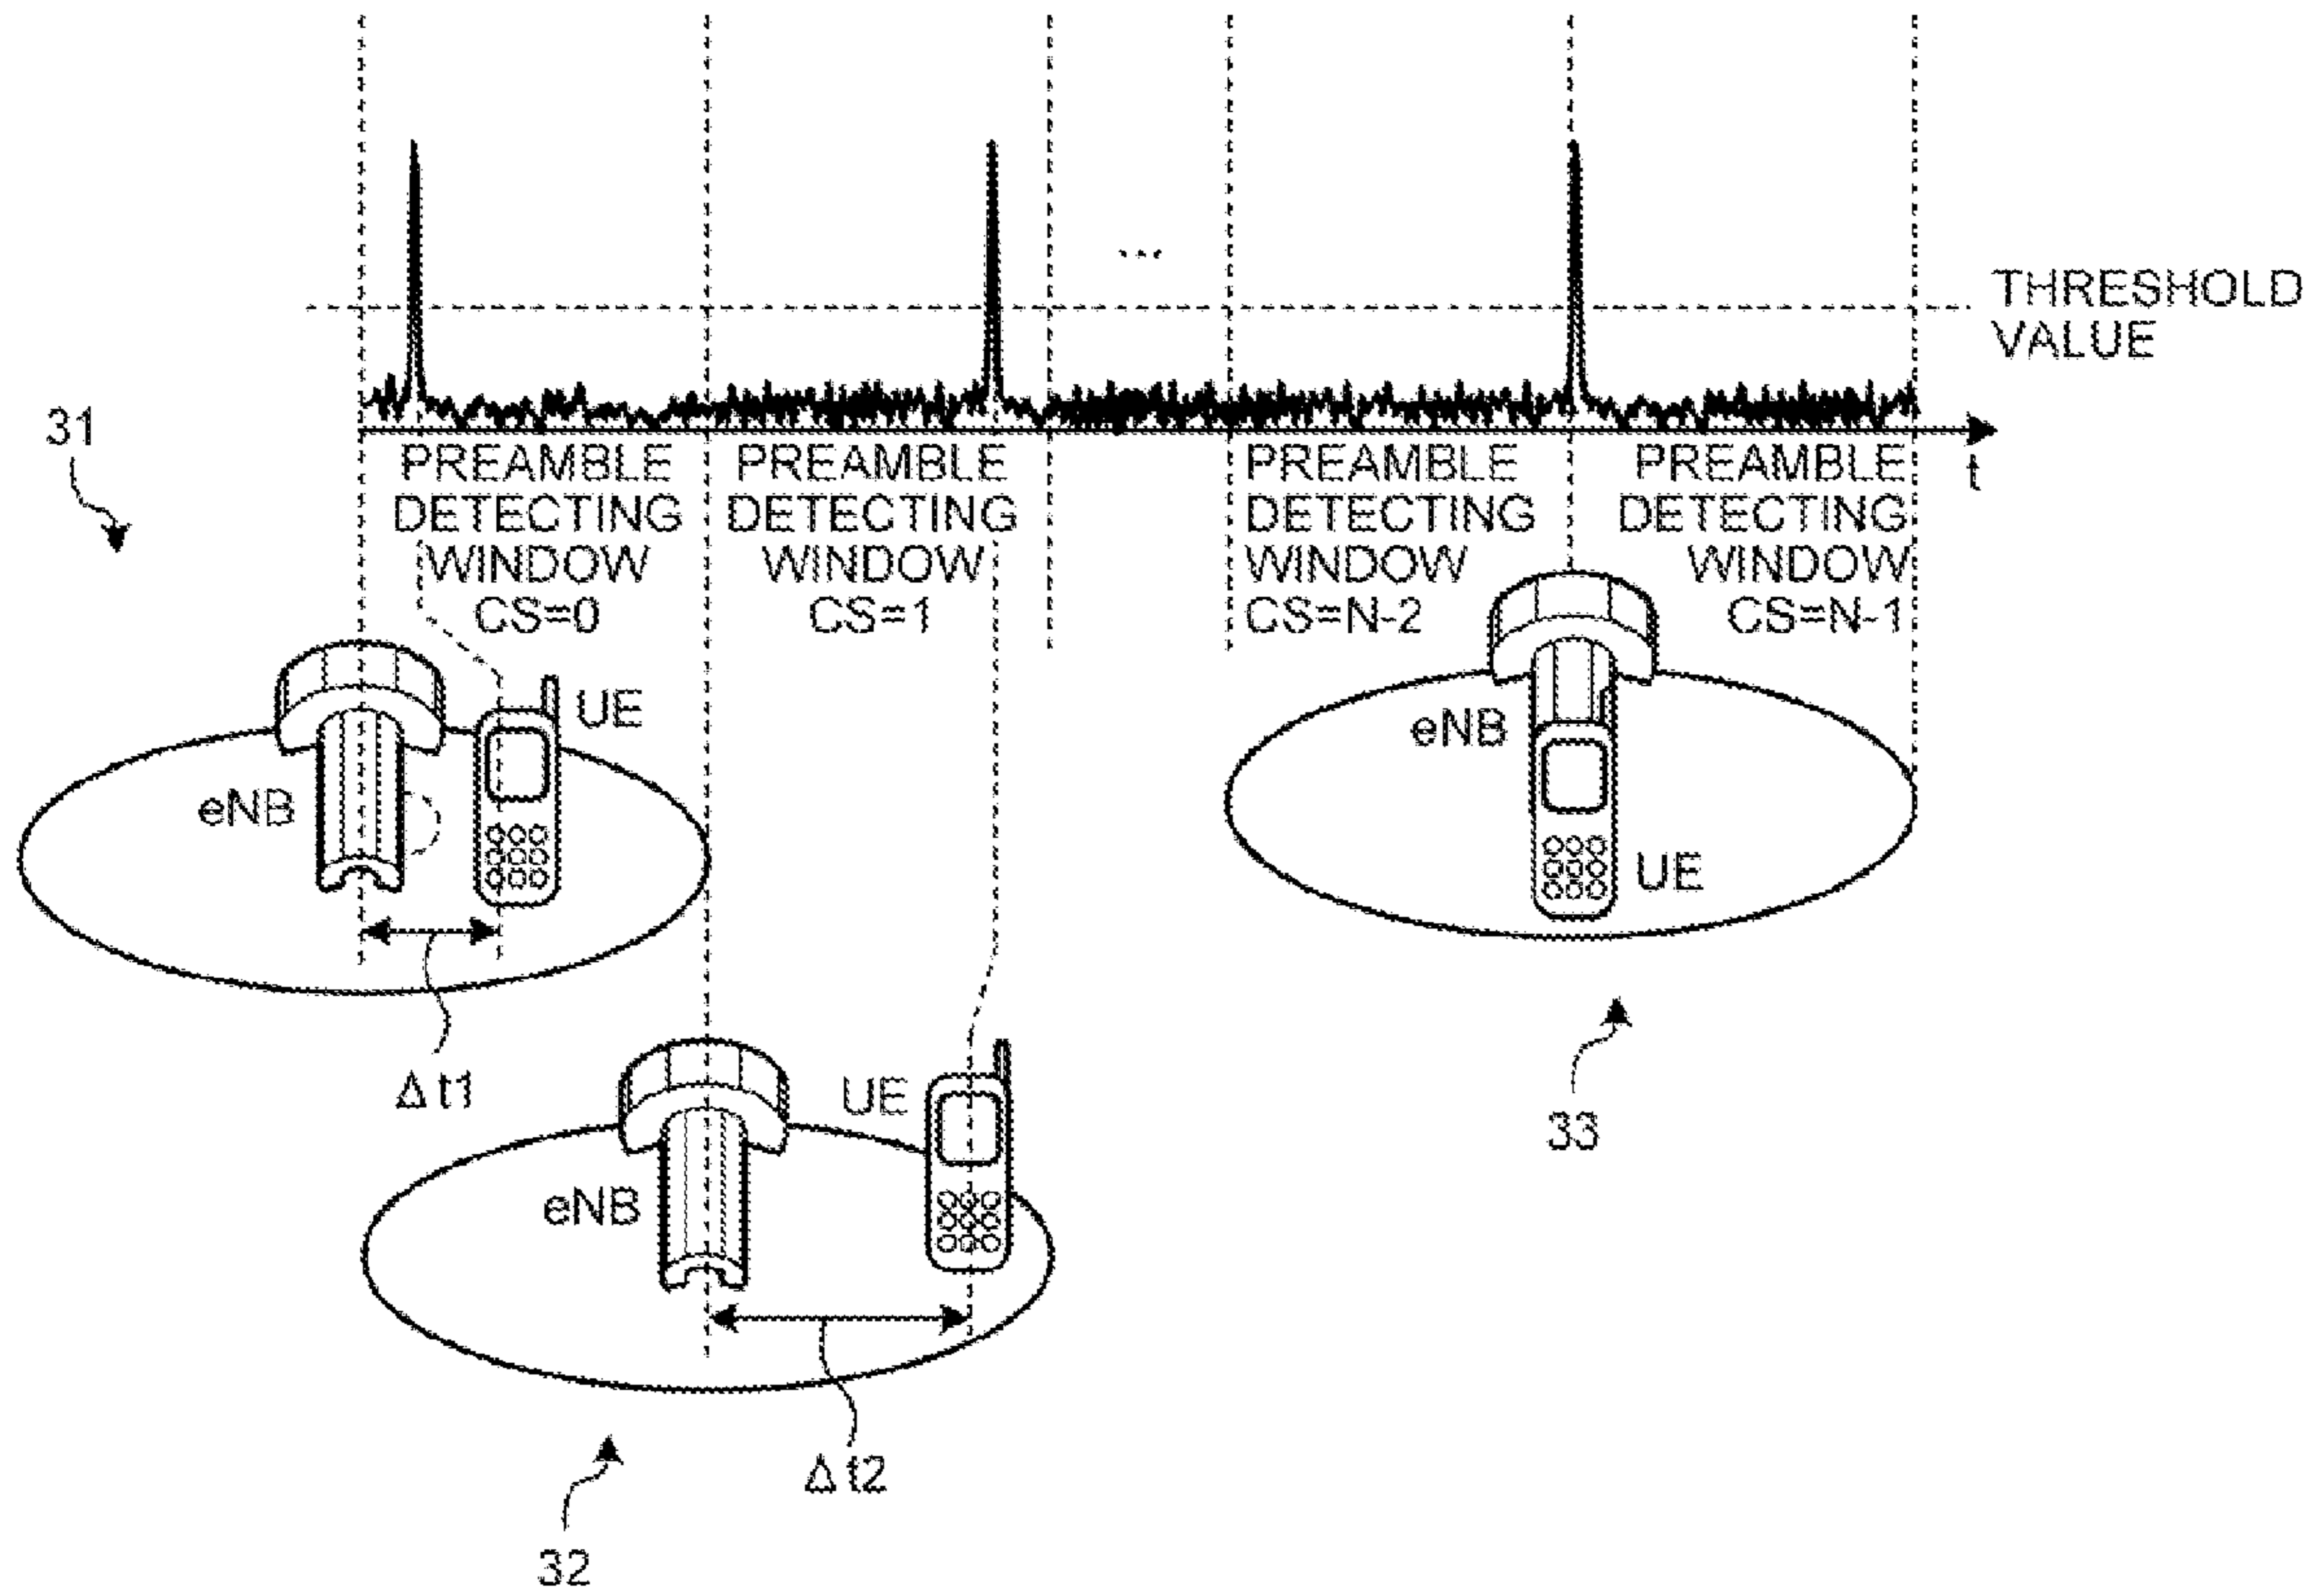 ...
THRESHOLD
VALUE
31
t
PREAMBLE
DETECTING
WINDOW
CS=0
PREAMBLE
DETECTING
WINDOW
CS=1
PREAMBLE
DETECTING
WINDOW
CS=N-2
PREAMBLE
DETECTING
WINDOW
CS=N-1
UE
eNB
eNB
UE
Δt1
UE
33
eNB
Δt2
32